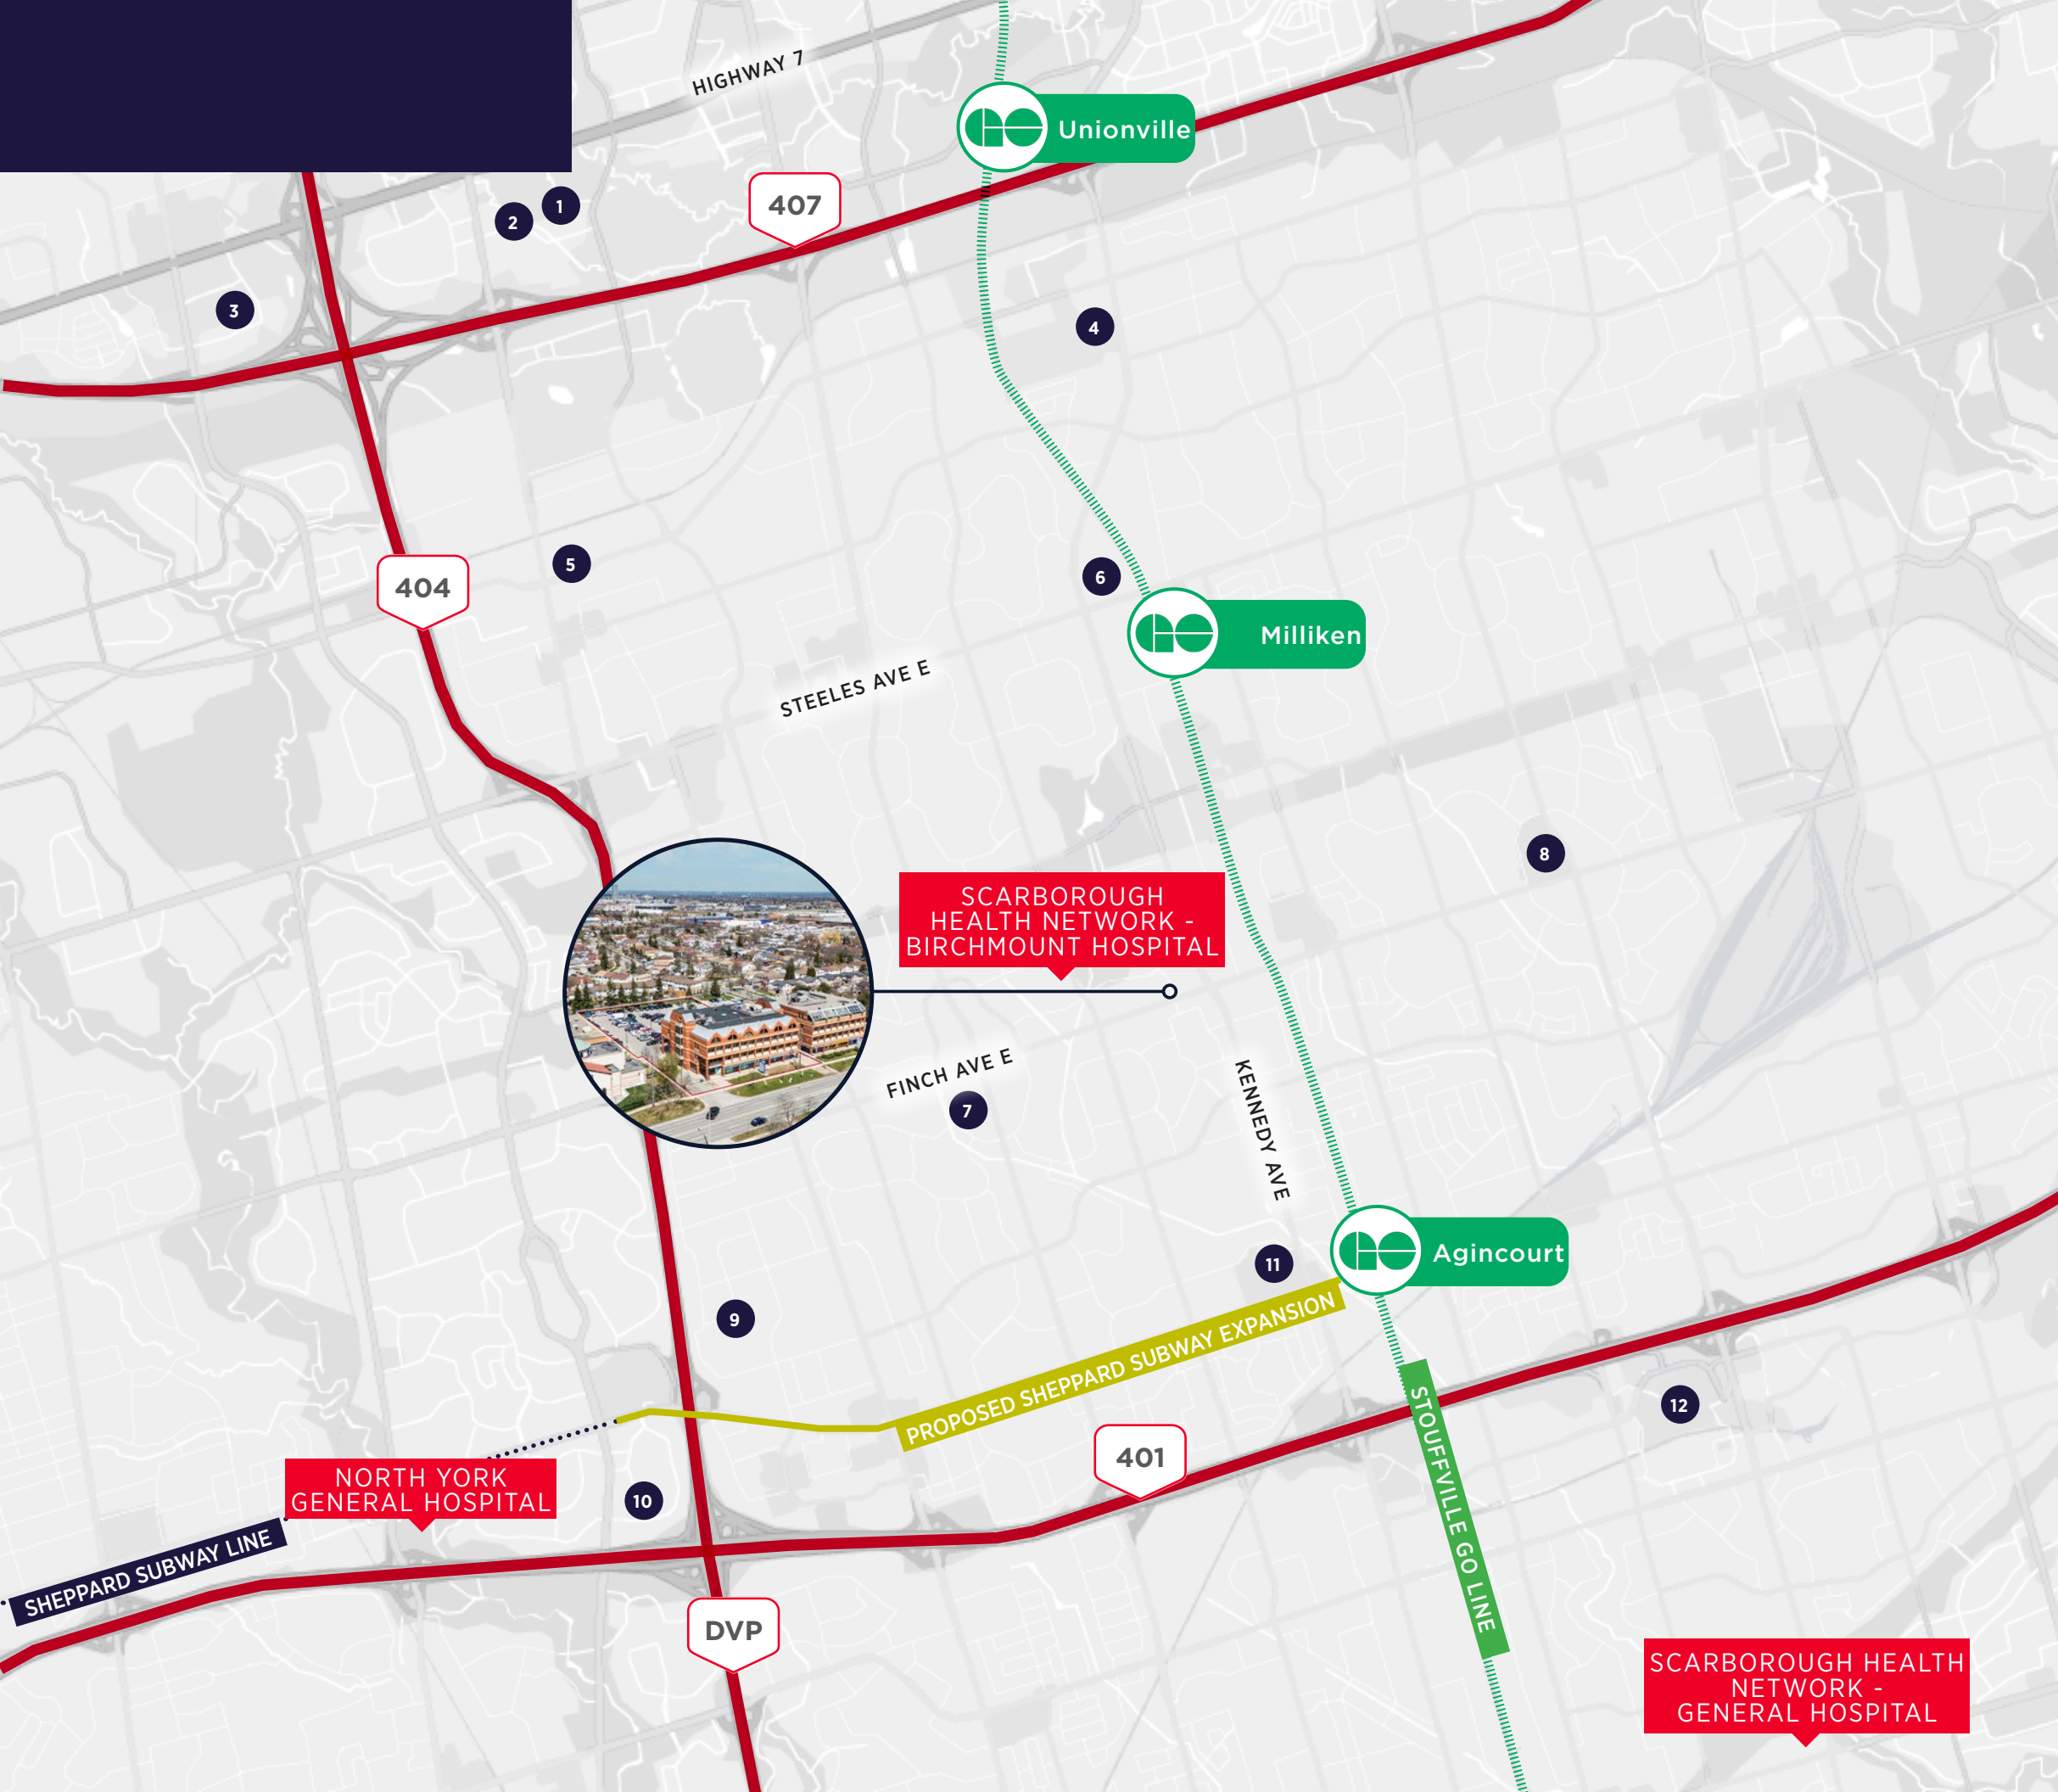 HIGHWAY 7
Unionville
407
1
2
3
4
5
404
6
Milliken
STEELES AVE E
8
SCARBOROUGH
HEALTH NETWORK -
BIRCHMOUNT HOSPITAL
FINCH AVE E
7
KENNEDY AVE
Agincourt
11
9
PROPOSED SHEPPARD SUBWAY EXPANSION
12
401
STOUFFVILLE GO LINE
NORTH YORK
GENERAL HOSPITAL
10
SHEPPARD SUBWAY LINE
DVP
SCARBOROUGH HEALTH
NETWORK -
GENERAL HOSPITAL